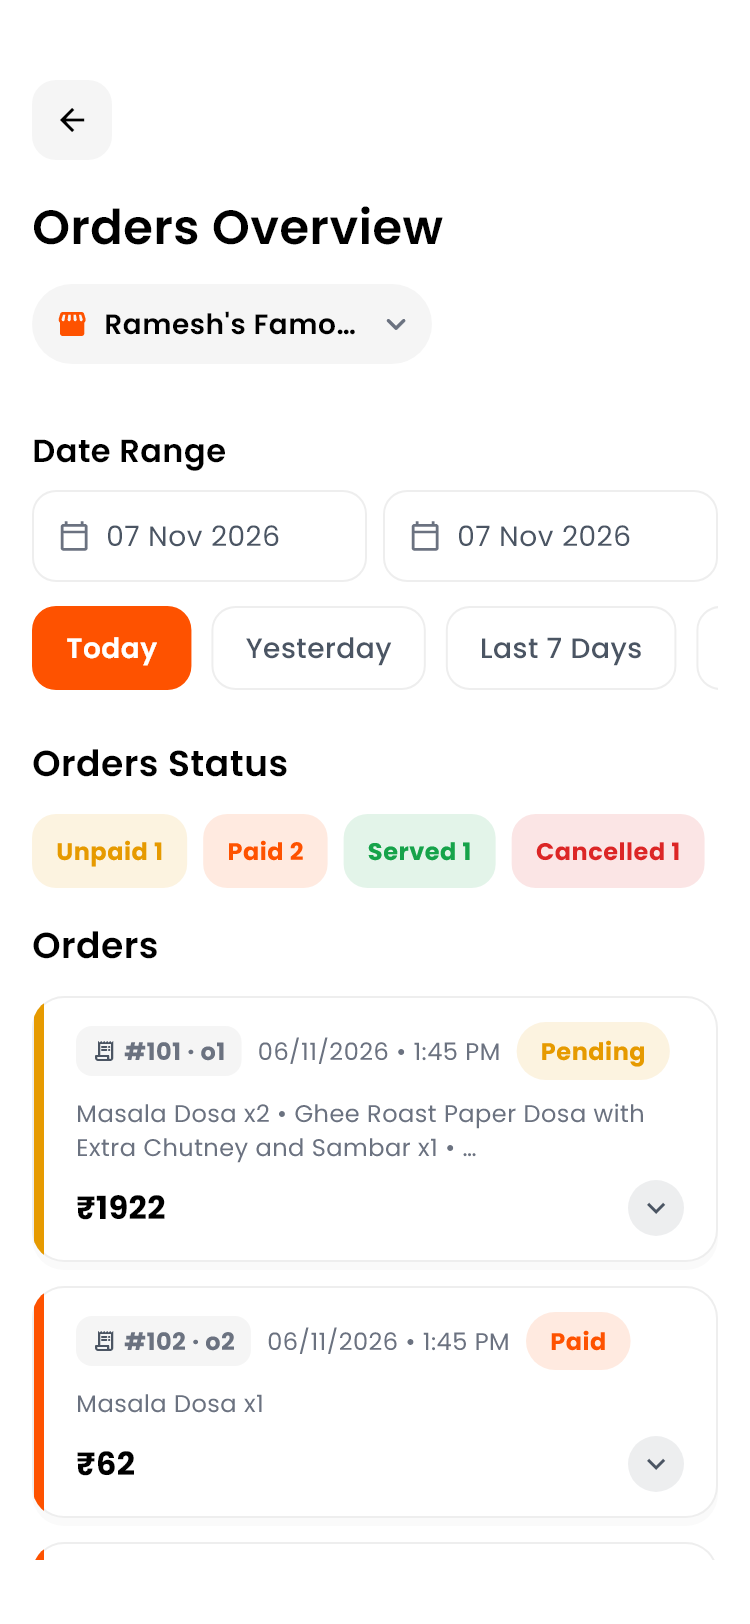 Orders Overview
Ramesh's Famo...
Date Range
07 Nov 2026
07 Nov 2026
Today
Yesterday
Last 7 Days
Orders Status
Unpaid 1
Paid 2
Served 1
Cancelled 1
Orders
#101 · o1
06/11/2026 • 1:45 PM
Pending
Masala Dosa x2 • Ghee Roast Paper Dosa with
Extra Chutney and Sambar x1 • ...
₹1922
#102 · o2
06/11/2026 • 1:45 PM
Paid
Masala Dosa x1
₹62